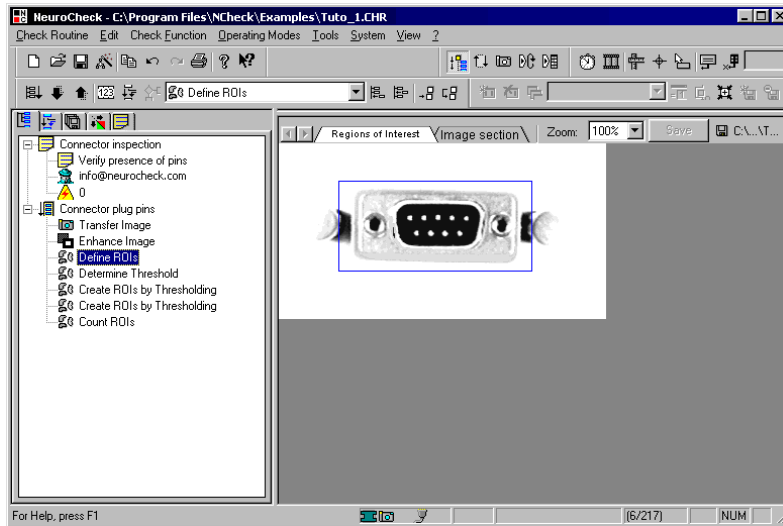 NeuroCheck - C:\Program Files\NCheck\Examples\Tuto_1.CHR
Check Routine Edit Check Function Operating Modes Tools System View ?
123 Define ROIs
Regions of Interest Image section Zoom: 100% Save C:\...\T...
Connector inspection
Verify presence of pins
info@neurocheck.com
0
Connector plug pins
Transfer Image
Enhance Image
Define ROIs
Determine Threshold
Create ROIs by Thresholding
Create ROIs by Thresholding
Count ROIs
For Help, press F1 (6/217) NUM